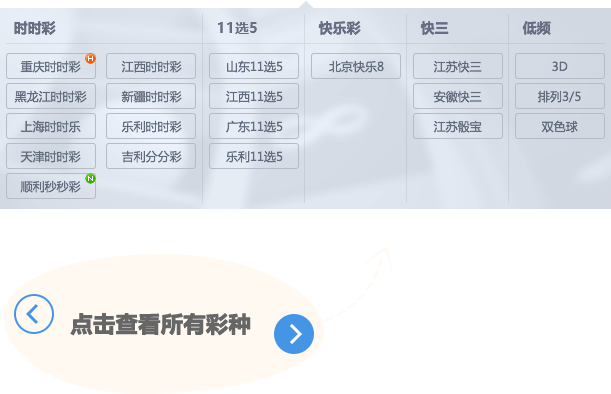 时时彩 11选5 快乐彩 快三 低频
重庆时时彩 H 江西时时彩 山东11选5 北京快乐8 江苏快三 3D
黑龙江时时彩 新疆时时彩 江西11选5 安徽快三 排列3/5
上海时时乐 乐利时时彩 广东11选5 江苏骰宝 双色球
天津时时彩 吉利分分彩 乐利11选5
顺利秒秒彩 N
点击查看所有彩种